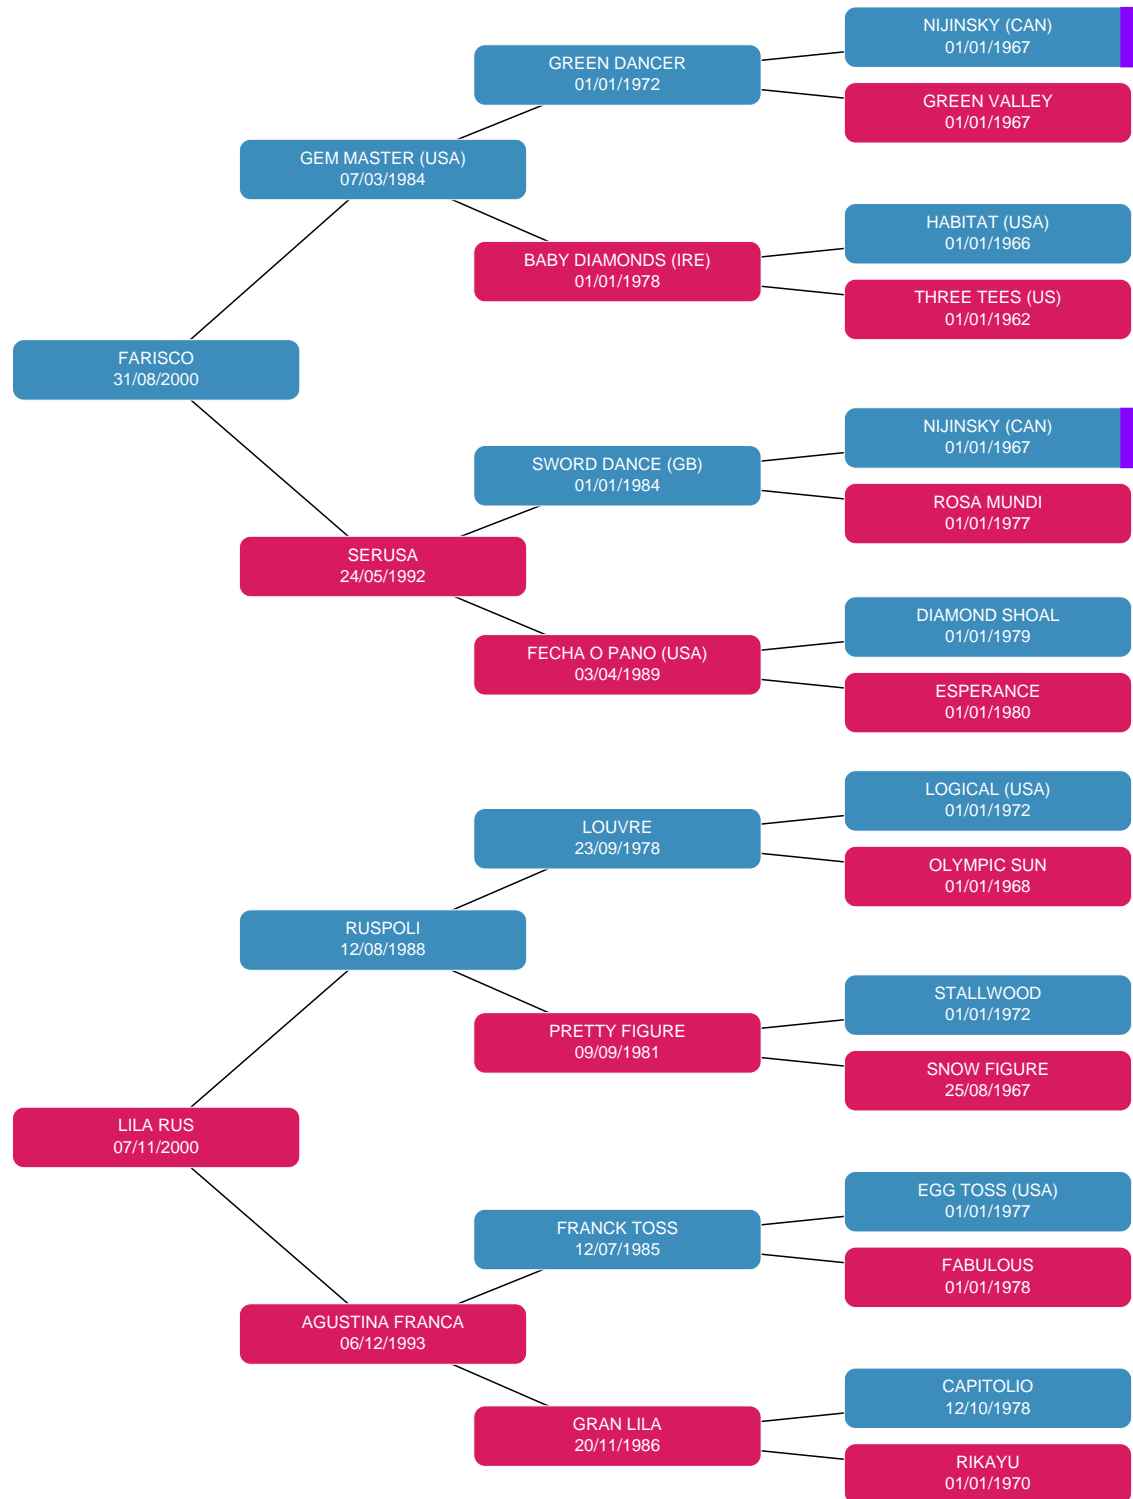 NIJINSKY (CAN)
01/01/1967
GREEN DANCER
01/01/1972
GREEN VALLEY
01/01/1967
GEM MASTER (USA)
07/03/1984
HABITAT (USA)
01/01/1966
BABY DIAMONDS (IRE)
01/01/1978
THREE TEES (US)
01/01/1962
FARISCO
31/08/2000
NIJINSKY (CAN)
01/01/1967
SWORD DANCE (GB)
01/01/1984
ROSA MUNDI
01/01/1977
SERUSA
24/05/1992
DIAMOND SHOAL
01/01/1979
FECHA O PANO (USA)
03/04/1989
ESPERANCE
01/01/1980
LOGICAL (USA)
01/01/1972
LOUVRE
23/09/1978
OLYMPIC SUN
01/01/1968
RUSPOLI
12/08/1988
STALLWOOD
01/01/1972
PRETTY FIGURE
09/09/1981
SNOW FIGURE
25/08/1967
LILA RUS
07/11/2000
EGG TOSS (USA)
01/01/1977
FRANCK TOSS
12/07/1985
FABULOUS
01/01/1978
AGUSTINA FRANCA
06/12/1993
CAPITOLIO
12/10/1978
GRAN LILA
20/11/1986
RIKAYU
01/01/1970